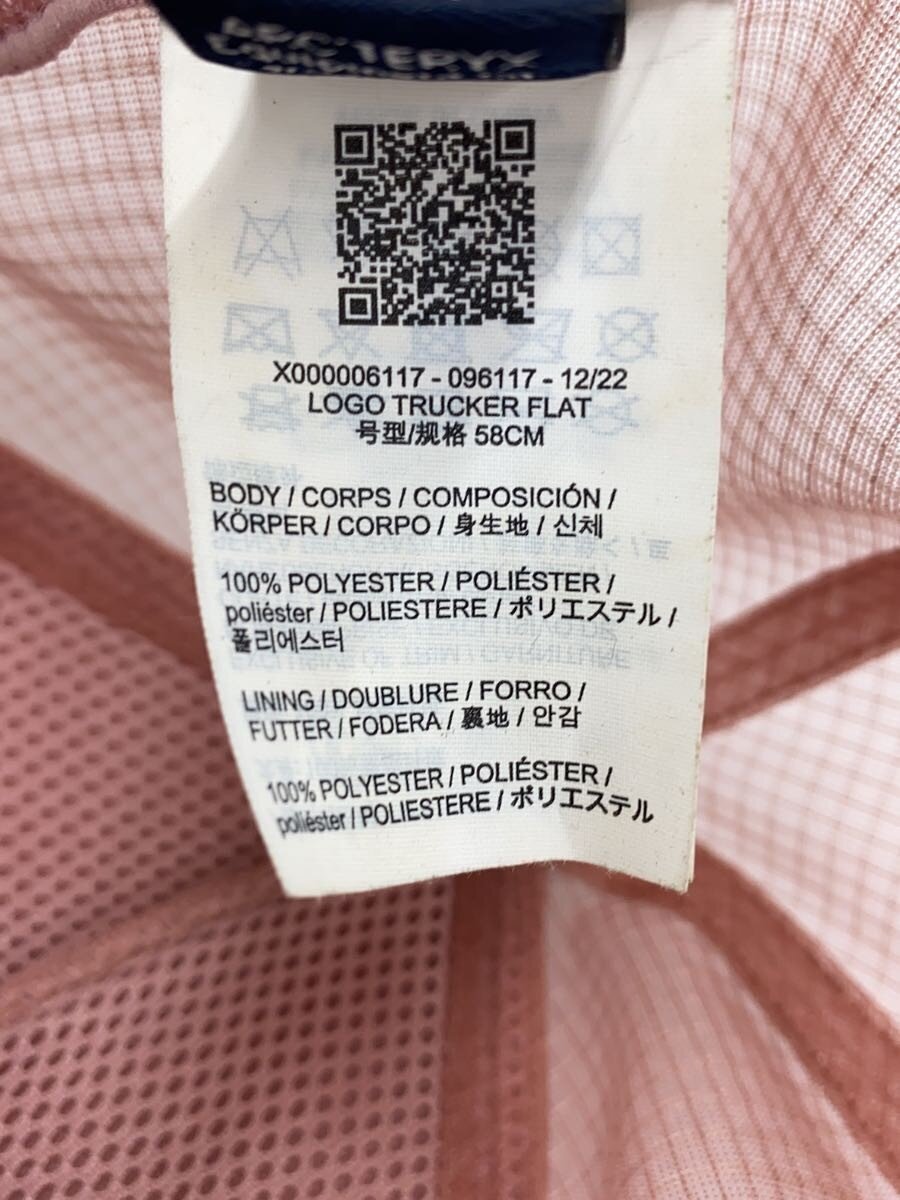 X000006117 - 096117 - 12/22
LOGO TRUCKER FLAT
号型/规格 58CM
BODY / CORPS / COMPOSICIÓN /
KÖRPER / CORPO / 身生地 / 신체
100% POLYESTER / POLIÉSTER /
poliéster / POLIESTERE / ポリエステル /
폴리에스터
LINING / DOUBLURE / FORRO /
FUTTER / FODERA / 裏地 / 안감
100% POLYESTER / POLIÉSTER /
poliéster / POLIESTERE / ポリエステル